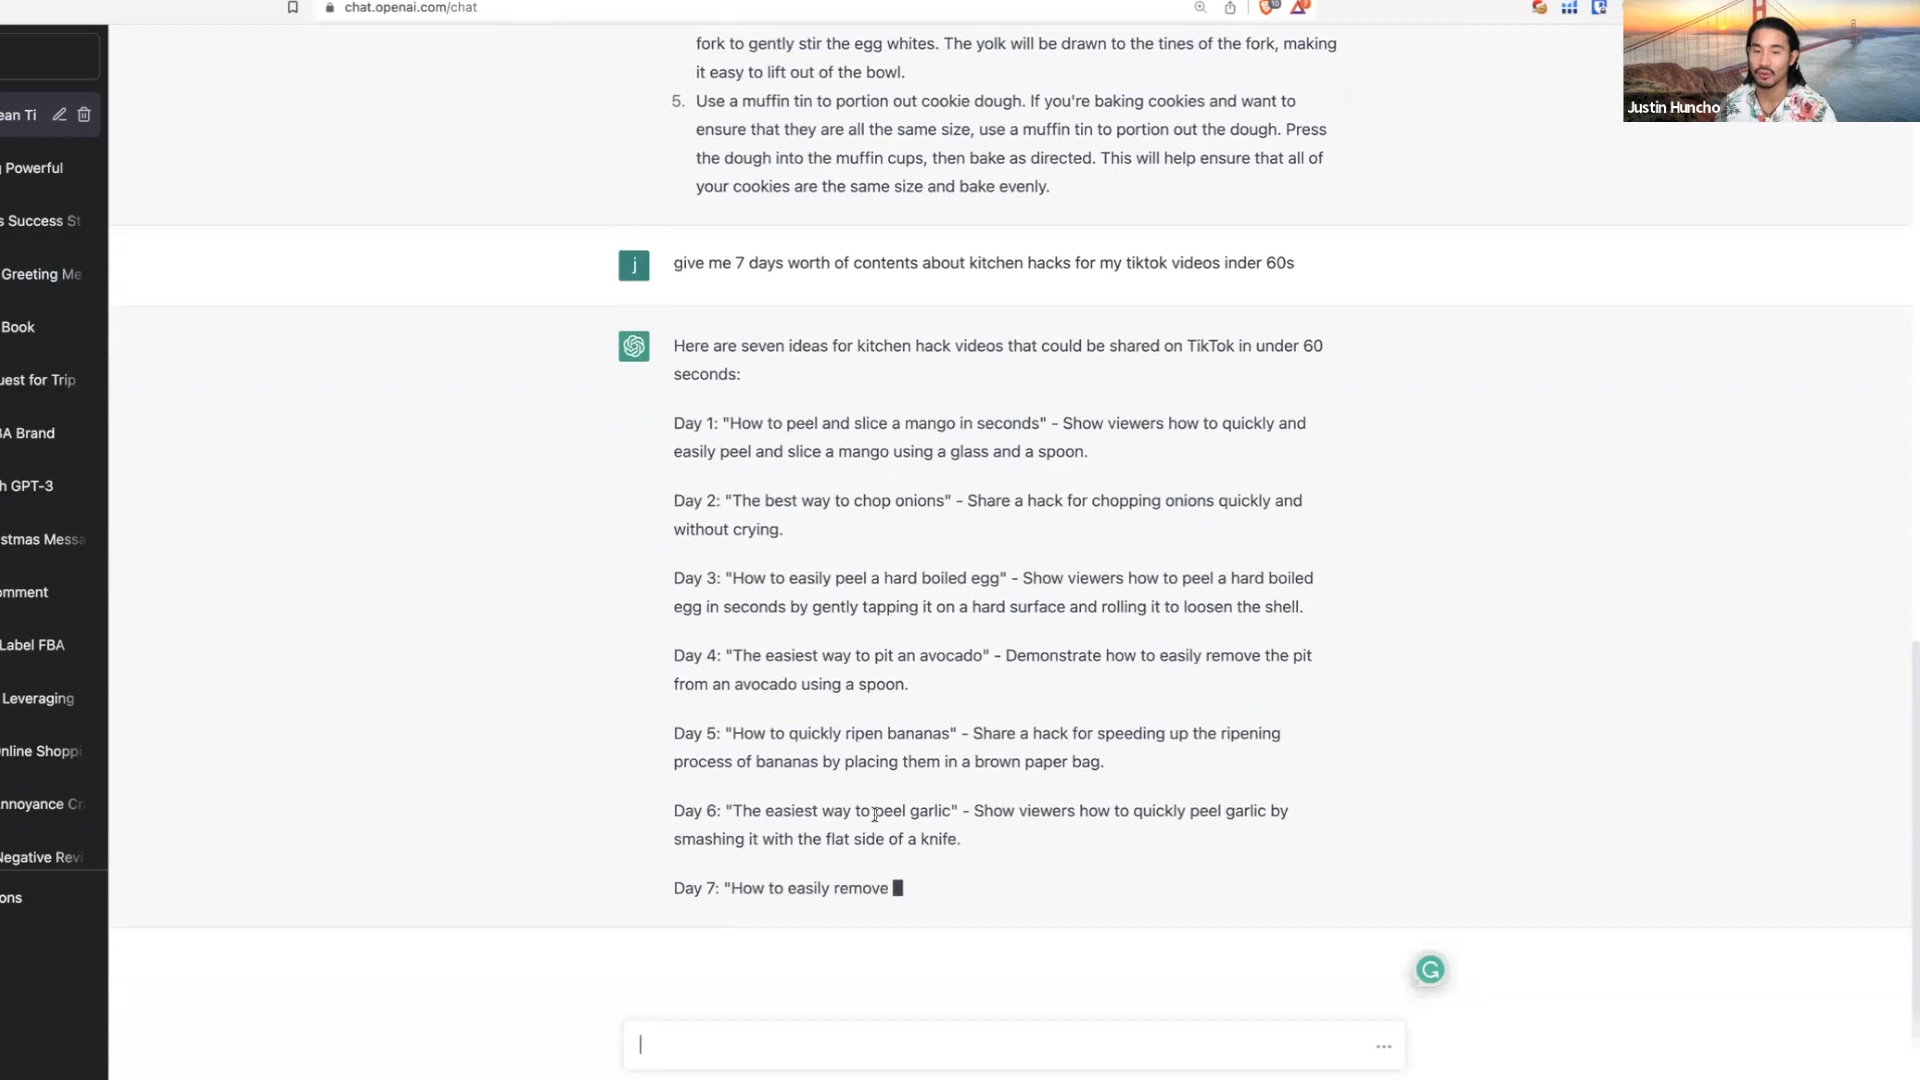 chat.openai.com/chat
Justin Huncho
ean Ti
g Powerful
s Success St
Greeting Me
Book
uest for Trip
BA Brand
h GPT-3
stmas Messa
omment
Label FBA
Leveraging
nline Shoppi
nnoyance Cri
Negative Revi
ons
fork to gently stir the egg whites. The yolk will be drawn to the tines of the fork, making
it easy to lift out of the bowl.
5. Use a muffin tin to portion out cookie dough. If you're baking cookies and want to
ensure that they are all the same size, use a muffin tin to portion out the dough. Press
the dough into the muffin cups, then bake as directed. This will help ensure that all of
your cookies are the same size and bake evenly.
j
give me 7 days worth of contents about kitchen hacks for my tiktok videos inder 60s
Here are seven ideas for kitchen hack videos that could be shared on TikTok in under 60
seconds:
Day 1: "How to peel and slice a mango in seconds" - Show viewers how to quickly and
easily peel and slice a mango using a glass and a spoon.
Day 2: "The best way to chop onions" - Share a hack for chopping onions quickly and
without crying.
Day 3: "How to easily peel a hard boiled egg" - Show viewers how to peel a hard boiled
egg in seconds by gently tapping it on a hard surface and rolling it to loosen the shell.
Day 4: "The easiest way to pit an avocado" - Demonstrate how to easily remove the pit
from an avocado using a spoon.
Day 5: "How to quickly ripen bananas" - Share a hack for speeding up the ripening
process of bananas by placing them in a brown paper bag.
Day 6: "The easiest way to peel garlic" - Show viewers how to quickly peel garlic by
smashing it with the flat side of a knife.
Day 7: "How to easily remove